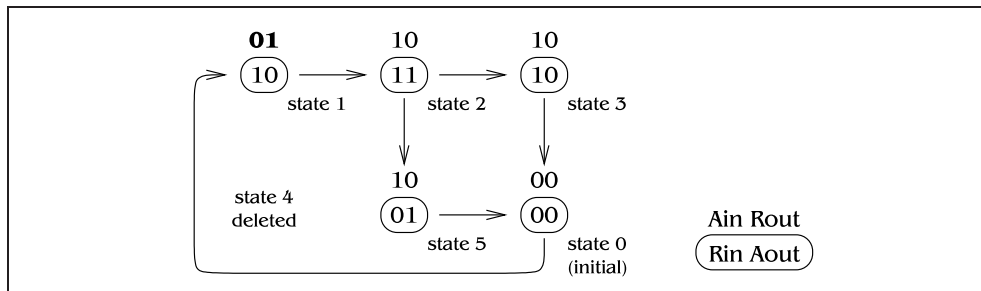 01 10 10
10 11 10
state 1 state 2 state 3
10 00
state 4
deleted
01 00
state 5 state 0
(initial)
Ain Rout
Rin Aout